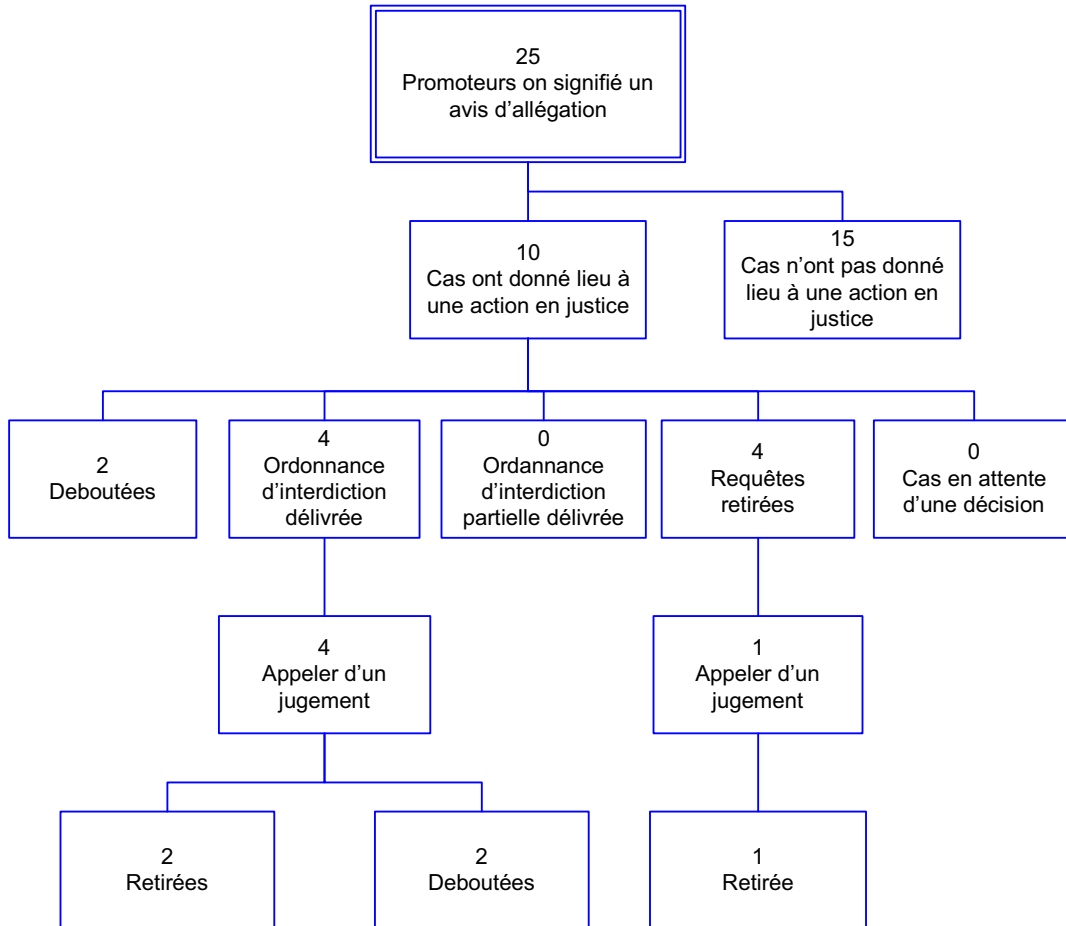 25
Promoteurs on signifié un
avis d'allégation
10
Cas ont donné lieu à
une action en justice
15
Cas n'ont pas donné
lieu à une action en
justice
2
Deboutées
4
Ordonnance
d'interdiction
délivrée
0
Ordannance
d'interdiction
partielle délivrée
4
Requêtes
retirées
0
Cas en attente
d'une décision
4
Appeler d'un
jugement
1
Appeler d'un
jugement
2
Retirées
2
Deboutées
1
Retirée